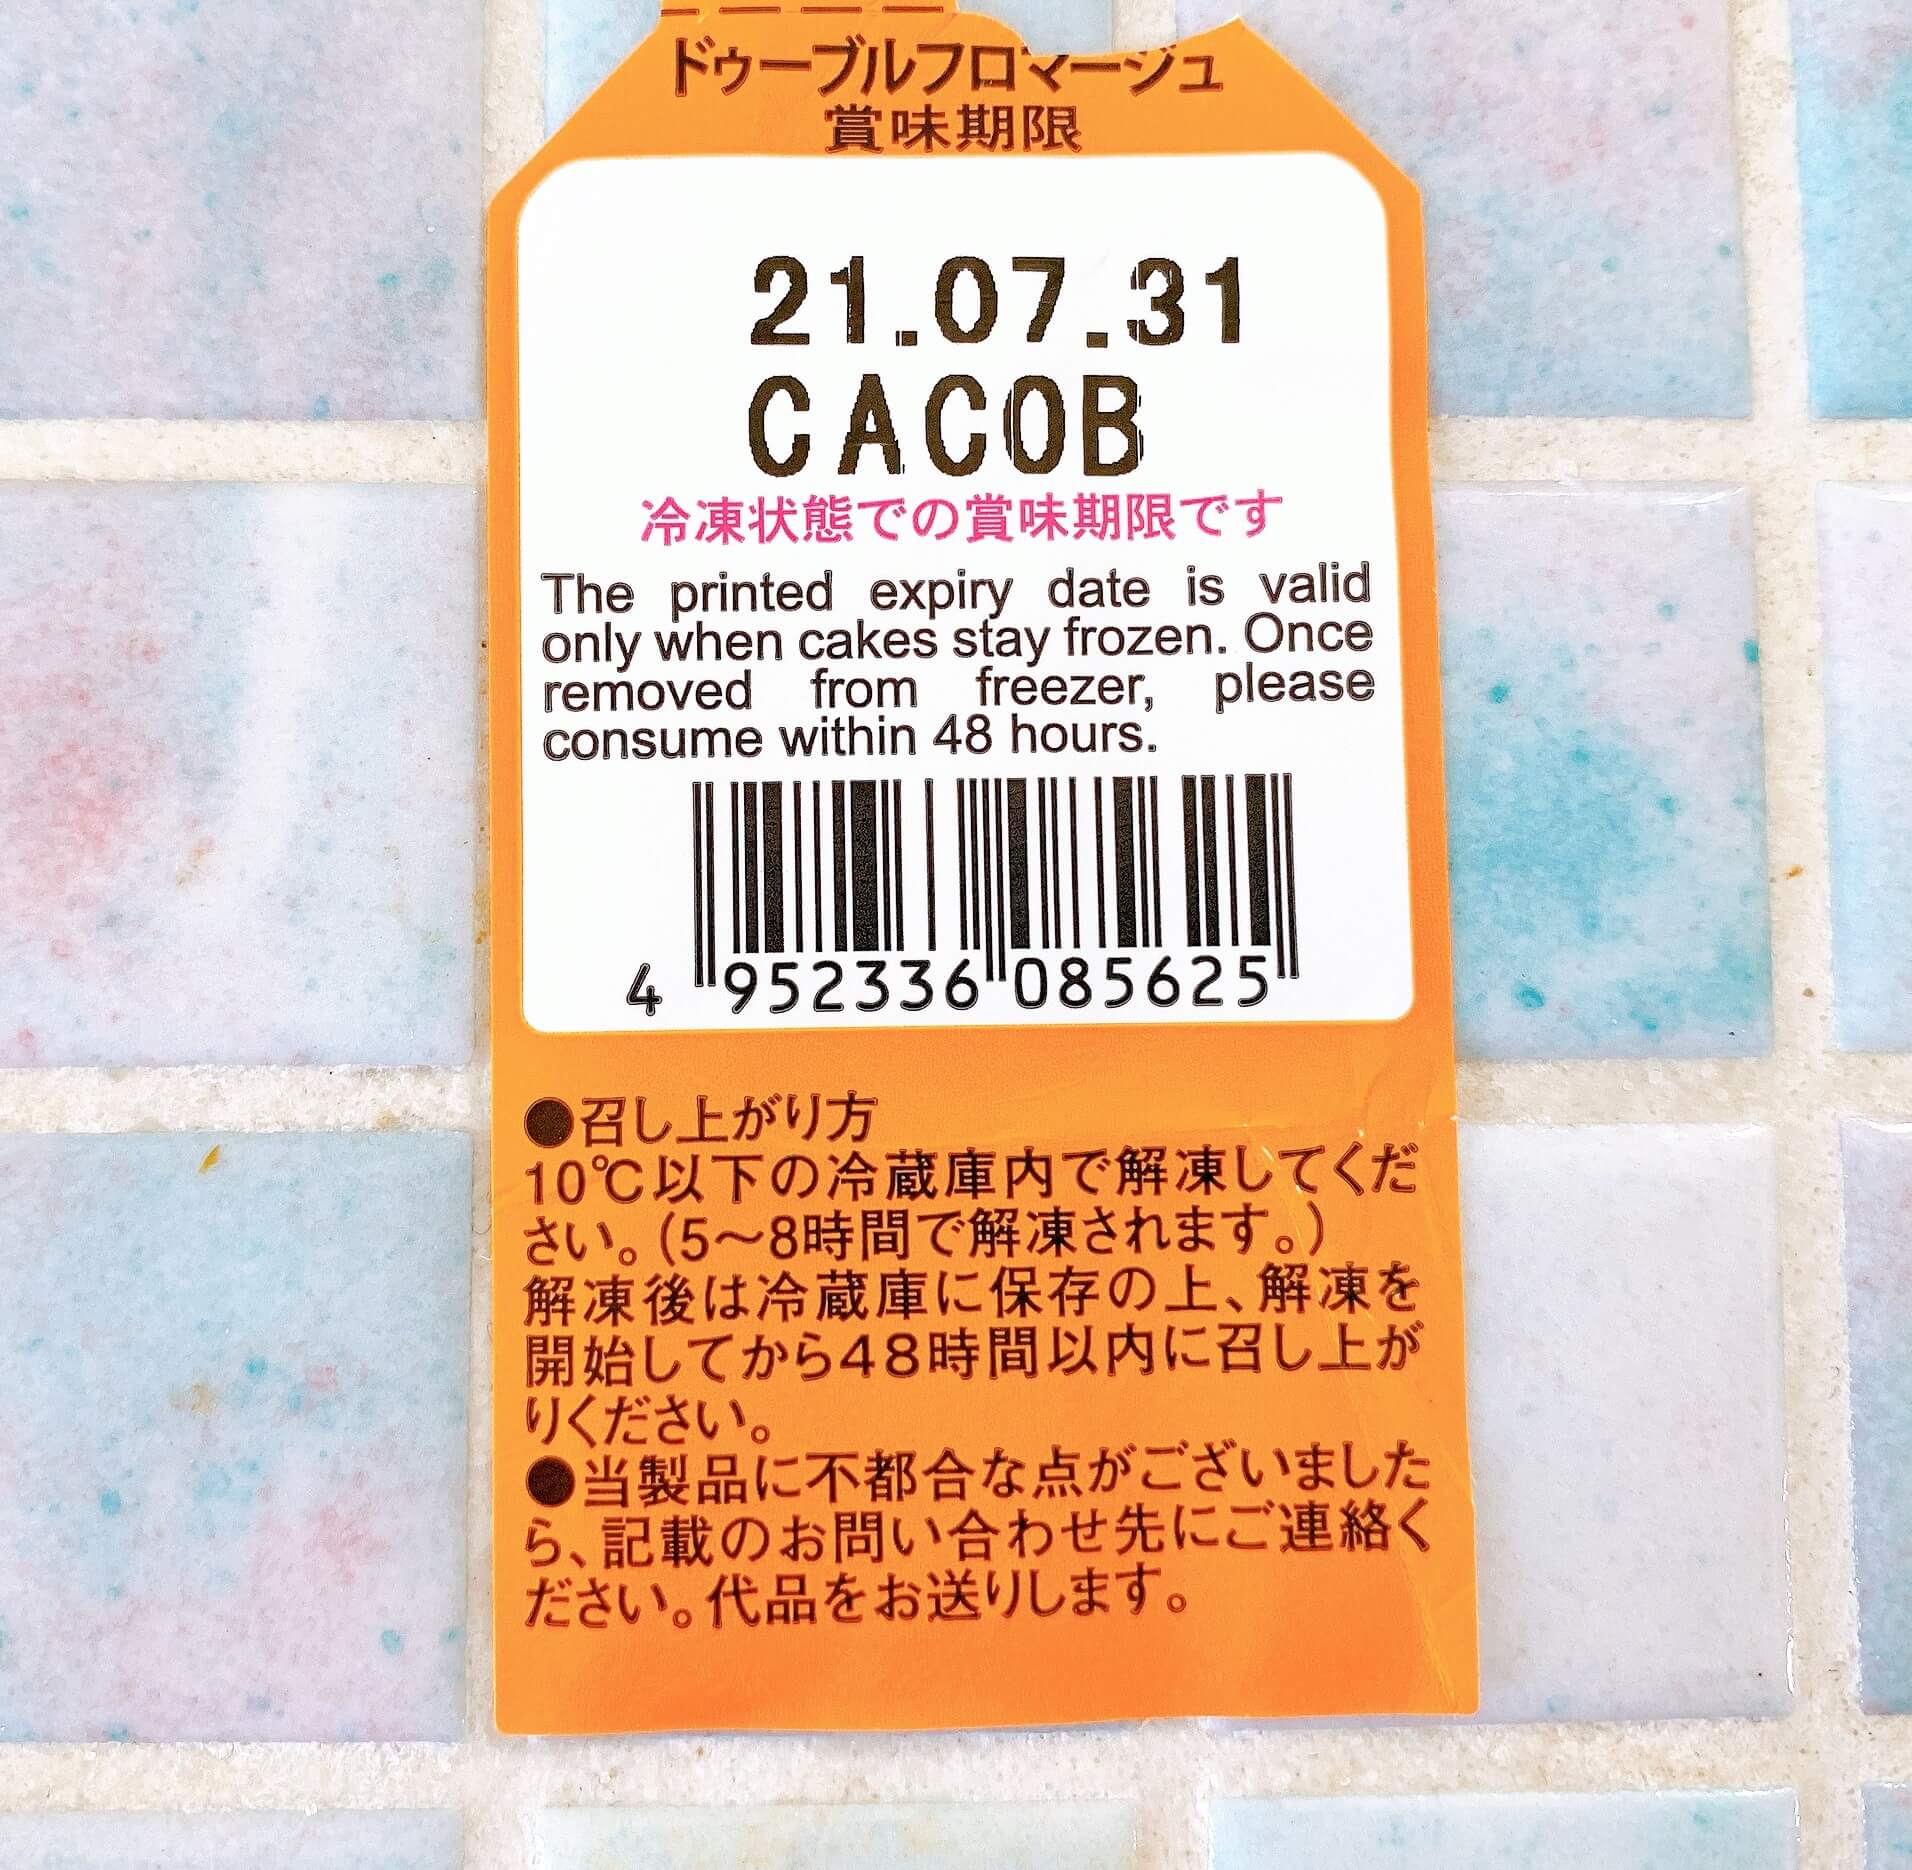 ドゥーブルフロマージュ
賞味期限
21.07.31
CACOB
冷凍状態での賞味期限です
The printed expiry date is valid
only when cakes stay frozen. Once
removed from freezer, please
consume within 48 hours.
4 952336 085625
●召し上がり方
10℃以下の冷蔵庫内で解凍してくだ
さい。(5～8時間で解凍されます。)
解凍後は冷蔵庫に保存の上、解凍を
開始してから48時間以内に召し上が
りください。
●当製品に不都合な点がございました
ら、記載のお問い合わせ先にご連絡く
ださい。代品をお送りします。